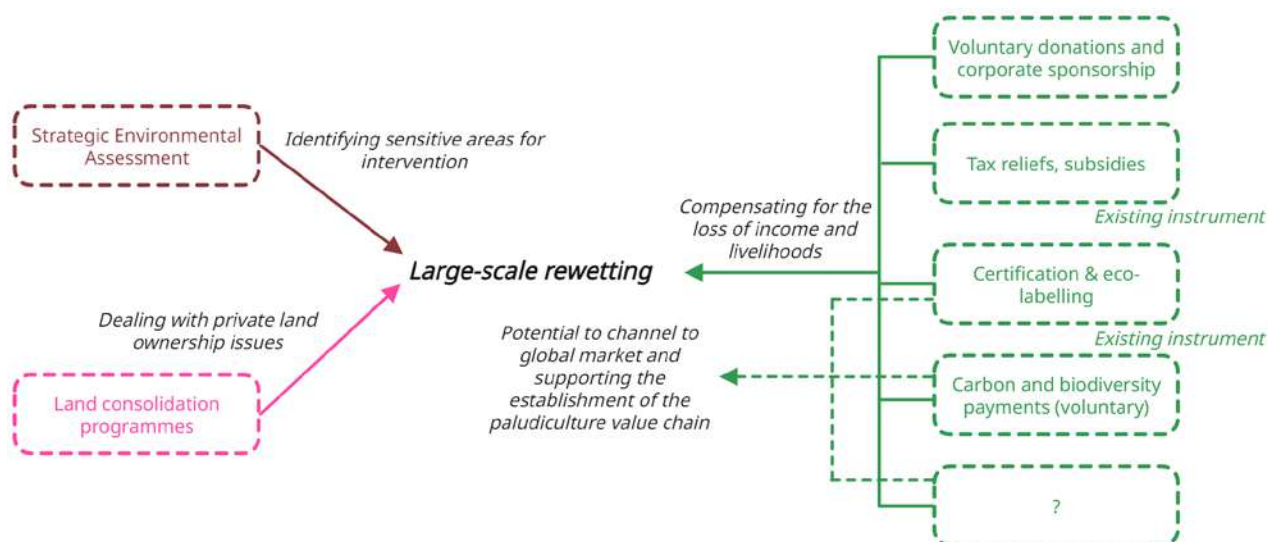 Voluntary donations and
corporate sponsorship
Strategic Environmental
Assessment
Identifying sensitive areas for
intervention
Tax reliefs, subsidies
Existing instrument
Compensating for the
loss of income and
livelihoods
Large-scale rewetting
Certification & eco-
labelling
Existing instrument
Dealing with private land
ownership issues
Potential to channel to
global market and
supporting the
establishment of the
paludiculture value chain
Carbon and biodiversity
payments (voluntary)
Land consolidation
programmes
?